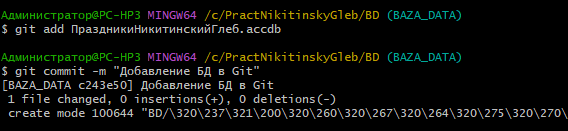 Администратор@PC-HP3 MINGW64 /c/PractNikitinskyGleb/BD (BAZA_DATA)
$ git add ПраздникиНикитинскийГлеб.accdb
Администратор@PC-HP3 MINGW64 /c/PractNikitinskyGleb/BD (BAZA_DATA)
$ git commit -m "Добавление БД в Git"
[BAZA_DATA c243e50] Добавление БД в Git
1 file changed, 0 insertions(+), 0 deletions(-)
create mode 100644 "BD/\320\237\321\200\320\260\320\267\320\264\320\275\320\270\